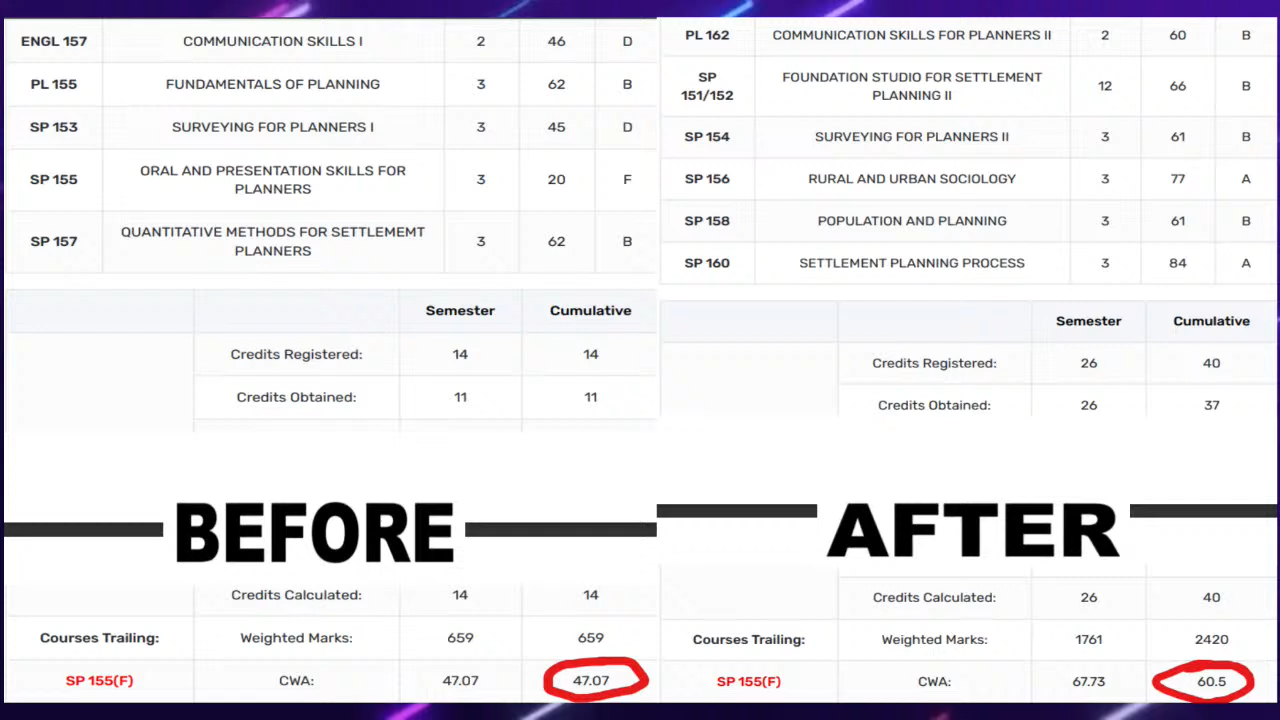 ENGL 157 COMMUNICATION SKILLS I 2 46 D
PL 155 FUNDAMENTALS OF PLANNING 3 62 B
SP 153 SURVEYING FOR PLANNERS I 3 45 D
SP 155 ORAL AND PRESENTATION SKILLS FOR
PLANNERS 3 20 F
SP 157 QUANTITATIVE METHODS FOR SETTLEMEMT
PLANNERS 3 62 B
Semester Cumulative
Credits Registered: 14 14
Credits Obtained: 11 11
BEFORE
Credits Calculated: 14 14
Courses Trailing: Weighted Marks: 659 659
SP 155(F) CWA: 47.07 47.07
PL 162 COMMUNICATION SKILLS FOR PLANNERS II 2 60 B
SP
151/152 FOUNDATION STUDIO FOR SETTLEMENT
PLANNING II 12 66 B
SP 154 SURVEYING FOR PLANNERS II 3 61 B
SP 156 RURAL AND URBAN SOCIOLOGY 3 77 A
SP 158 POPULATION AND PLANNING 3 61 B
SP 160 SETTLEMENT PLANNING PROCESS 3 84 A
Semester Cumulative
Credits Registered: 26 40
Credits Obtained: 26 37
AFTER
Credits Calculated: 26 40
Courses Trailing: Weighted Marks: 1761 2420
SP 155(F) CWA: 67.73 60.5